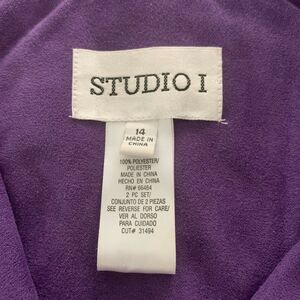 STUDIO I
14
MADE IN
CHINA
100% POLYESTER/
POLIESTER
MADE IN CHINA
HECHO EN CHINA
RN# 66464
2 PC SET/
CONJUNTO DE 2 PIEZAS
SEE REVERSE FOR CARE/
VER AL DORSO
PARA CUIDADO
CUT# 31494